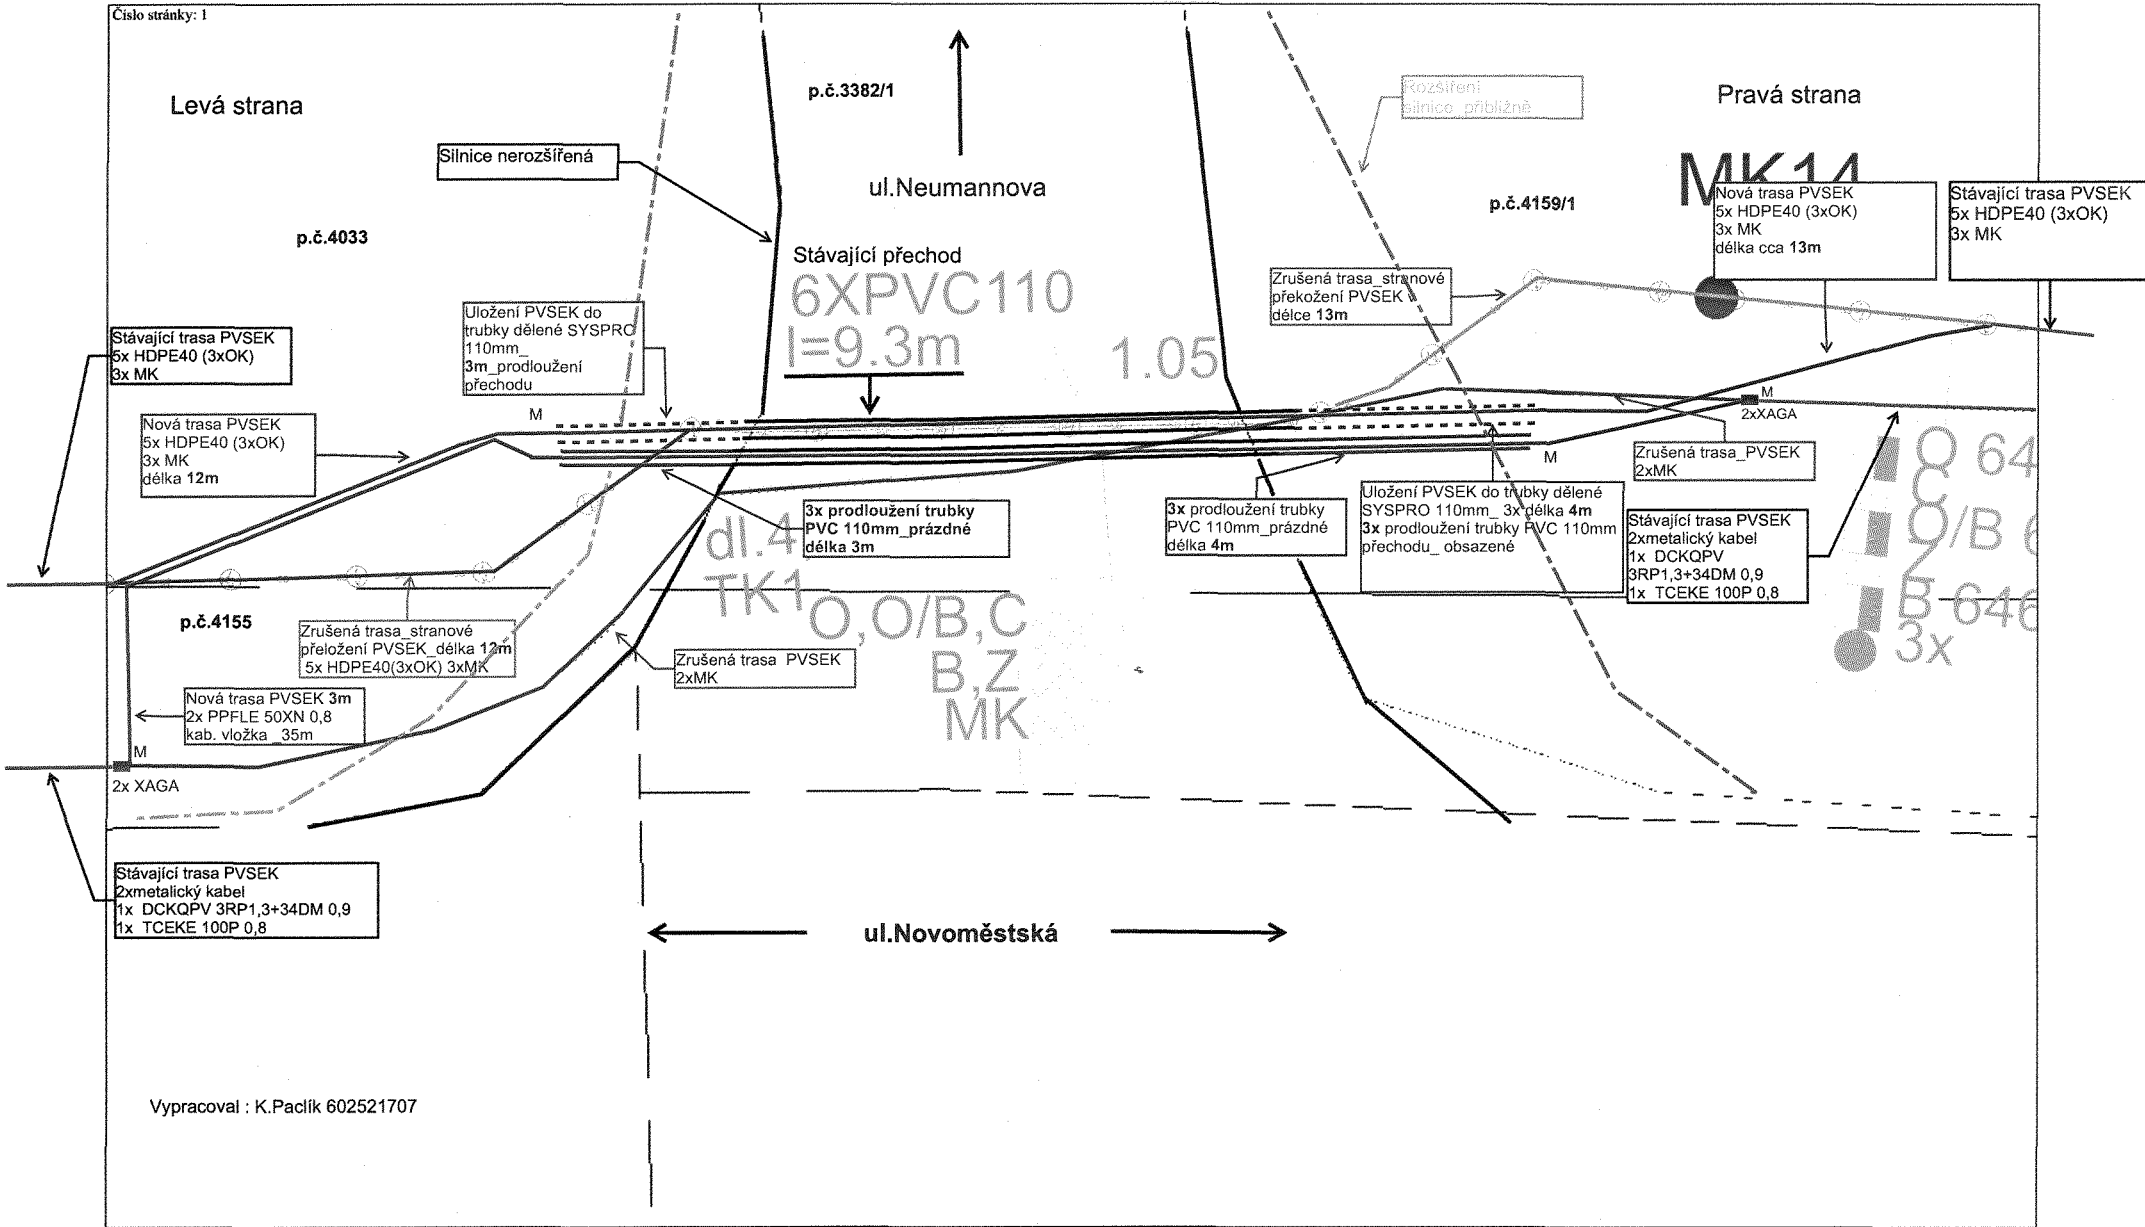 Číslo stránky: 1
Levá strana
p.č.3382/1
Rozšíření
silnice_přibližně
Pravá strana
Silnice nerozšířená
ul.Neumannova
MK14
Nová trasa PVSEK
5x HDPE40 (3xOK)
3x MK
délka cca 13m
Stávající trasa PVSEK
5x HDPE40 (3xOK)
3x MK
p.č.4159/1
p.č.4033
Stávající přechod
6XPVC110
l=9.3m
1.05
Zrušená trasa_stranové
překožení PVSEK v
délce 13m
Uložení PVSEK do
trubky dělené SYSPRO
110mm_
3m_prodloužení
přechodu
Stávající trasa PVSEK
5x HDPE40 (3xOK)
3x MK
M
M
2xXAGA
Nová trasa PVSEK
5x HDPE40 (3xOK)
3x MK
délka 12m
Zrušená trasa_PVSEK
2xMK
M
3x prodloužení trubky
PVC 110mm_prázdné
délka 3m
3x prodloužení trubky
PVC 110mm_prázdné
délka 4m
Uložení PVSEK do trubky dělené
SYSPRO 110mm_ 3x délka 4m
3x prodloužení trubky PVC 110mm
přechodu_ obsazené
Stávající trasa PVSEK
2xmetalický kabel
1x DCKQPV
3RP1,3+34DM 0,9
1x TCEKE 100P 0,8
O 64
C
O/B 6
Z
B 646
3x
dl.4
TK1
O,O/B,C
B,Z
MK
p.č.4155
Zrušená trasa_stranové
přeložení PVSEK_délka 12m
5x HDPE40(3xOK) 3xMK
Zrušená trasa PVSEK
2xMK
Nová trasa PVSEK 3m
2x PPFLE 50XN 0,8
kab. vložka _35m
M
2x XAGA
Stávající trasa PVSEK
2xmetalický kabel
1x DCKQPV 3RP1,3+34DM 0,9
1x TCEKE 100P 0,8
ul.Novoměstská
Vypracoval : K.Paclík 602521707